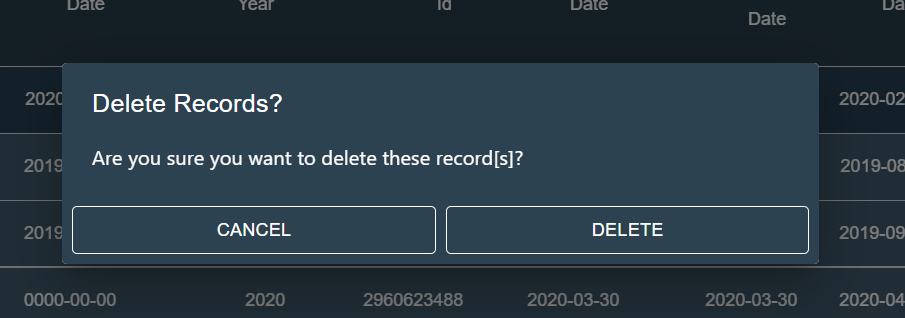 Date Year Id Date Da
Date
2020 2020-02
Delete Records?
Are you sure you want to delete these record[s]?
2019 2019-08
CANCEL DELETE
2019 2019-09
0000-00-00 2020 2960623488 2020-03-30 2020-03-30 2020-04